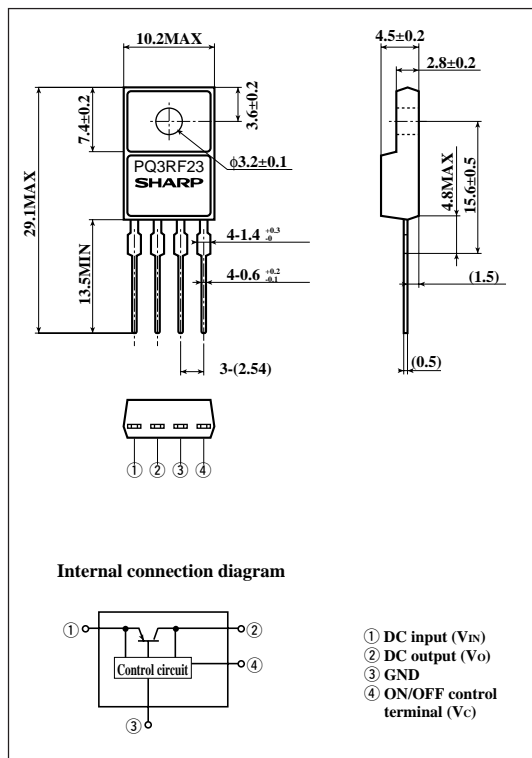 10.2MAX
4.5±0.2
2.8±0.2
7.4±0.2
3.6±0.2
φ3.2±0.1
PQ3RF23
SHARP
29.1MAX
13.5MIN
4.8MAX
15.6±0.5
4-1.4 +0.3 -0
4-0.6 +0.2 -0.1
(1.5)
(0.5)
3-(2.54)
① ② ③ ④
Internal connection diagram
①
②
Control circuit
④
③
① DC input (VIN)
② DC output (VO)
③ GND
④ ON/OFF control
terminal (VC)